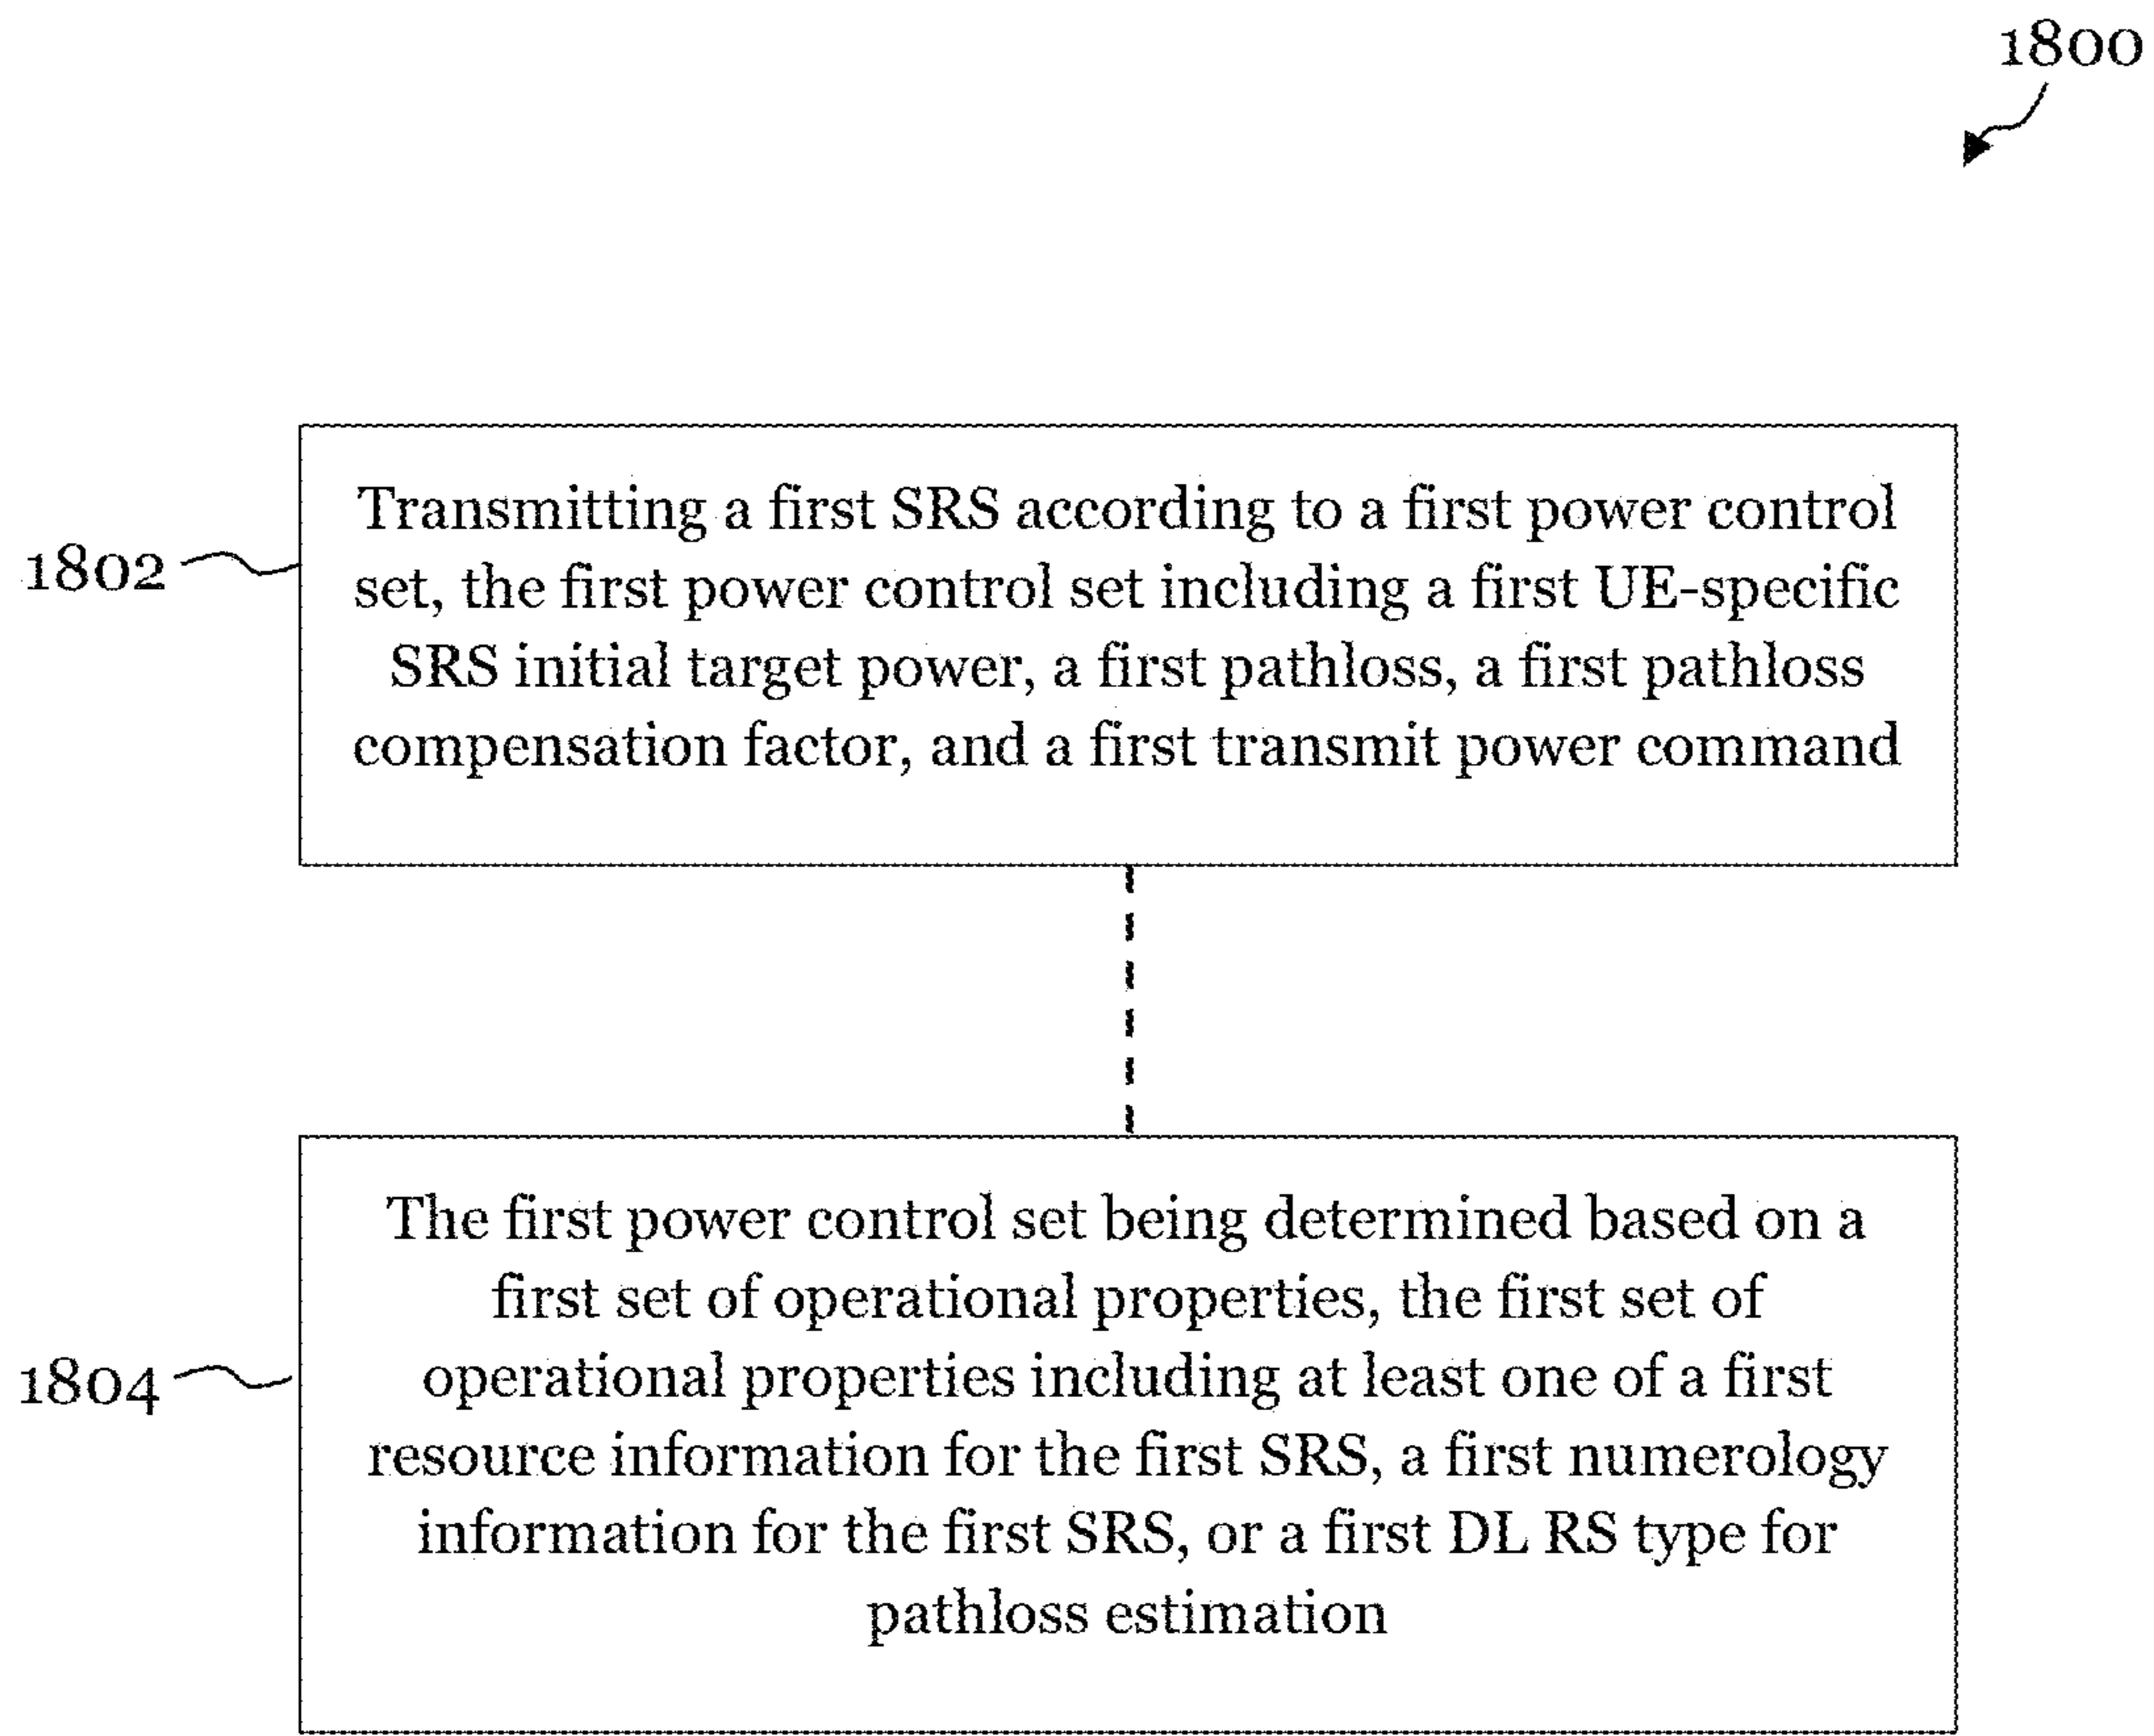 1800
1802
Transmitting a first SRS according to a first power control
set, the first power control set including a first UE-specific
SRS initial target power, a first pathloss, a first pathloss
compensation factor, and a first transmit power command
1804
The first power control set being determined based on a
first set of operational properties, the first set of
operational properties including at least one of a first
resource information for the first SRS, a first numerology
information for the first SRS, or a first DL RS type for
pathloss estimation